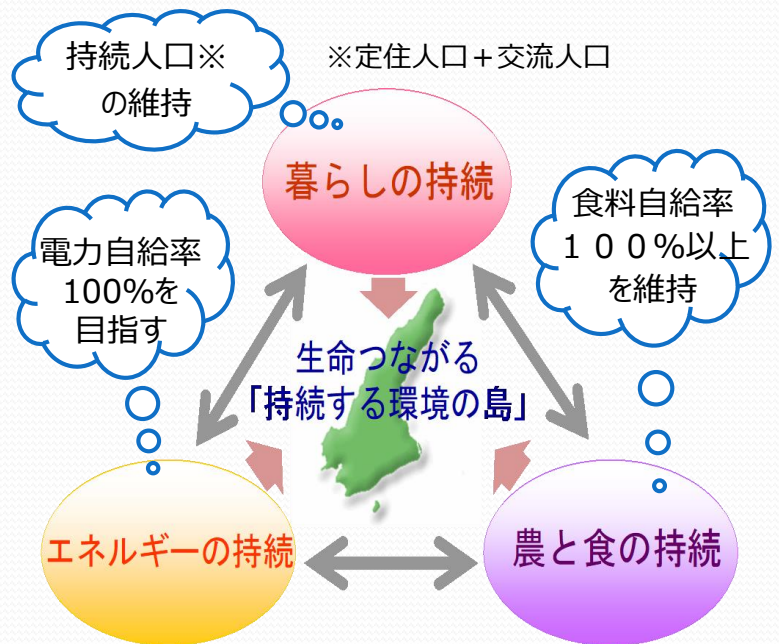 持続人口※
の維持
※定住人口＋交流人口
暮らしの持続
食料自給率
１００%以上
を維持
電力自給率
100%を
目指す
生命つながる
「持続する環境の島」
エネルギーの持続
農と食の持続